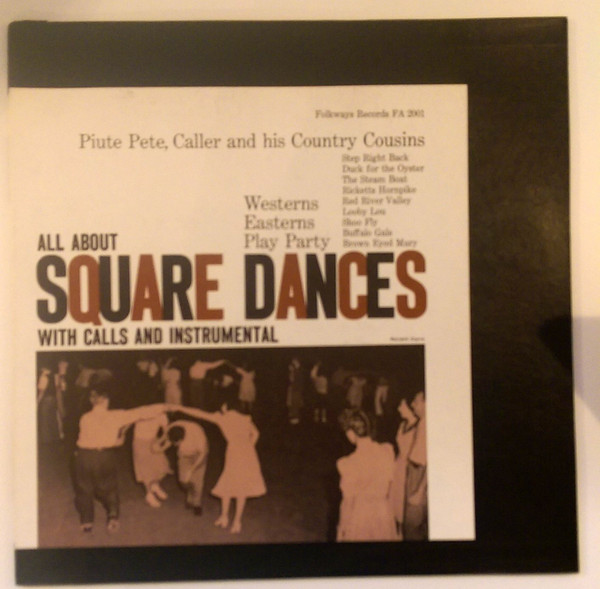 Folkways Records FA 2001
Piute Pete, Caller and his Country Cousins
Step Right Back
Duck for the Oyster
The Steam Boat
Ricketts Hornpike
Red River Valley
Looby Lou
Shoo Fly
Buffalo Gals
Brown Eyed Mary
Westerns
Easterns
Play Party
ALL ABOUT
SQUARE DANCES
WITH CALLS AND INSTRUMENTAL